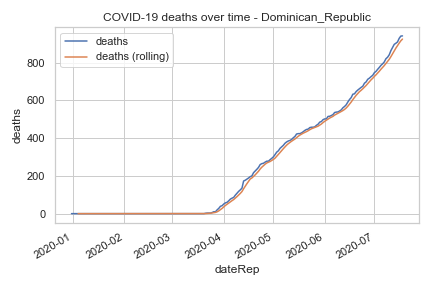 COVID-19 deaths over time - Dominican_Republic
deaths
deaths (rolling)
deaths
800
600
400
200
0
2020-01
2020-02
2020-03
2020-04
2020-05
2020-06
2020-07
dateRep